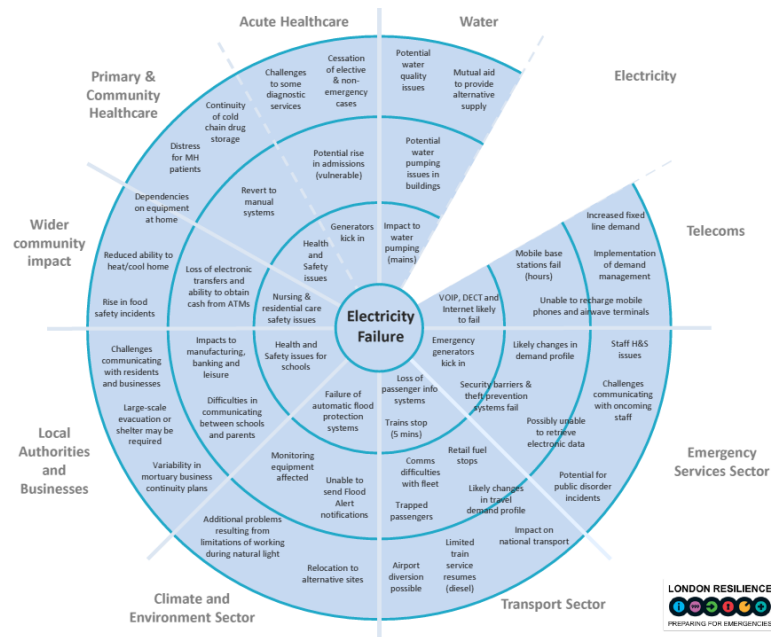 Acute Healthcare
Water
Electricity
Telecoms
Emergency
Services Sector
Transport Sector
Climate and
Environment Sector
Local
Authorities
and
Businesses
Wider
community
impact
Primary &
Community
Healthcare
Electricity
Failure
Potential
water
quality
issues
Mutual aid
to provide
alternative
supply
Potential
water
pumping
issues in
buildings
Impact to
water
pumping
(mains)
Increased fixed
line demand
Implementation
of demand
management
Mobile base
stations fail
(hours)
Unable to recharge mobile
phones and airwave terminals
VOIP, DECT and
Internet likely
to fail
Emergency
generators
kick in
Likely changes in
demand profile
Staff H&S
issues
Challenges
communicating
with oncoming
staff
Security barriers &
theft prevention
systems fail
Possibly unable
to retrieve
electronic data
Potential for
public disorder
incidents
Loss of
passenger info
systems
Trains stop
(5 mins)
Retail fuel
stops
Comms
difficulties
with fleet
Likely changes
in travel
demand profile
Trapped
passengers
Impact on
national transport
Limited
train
service
resumes
(diesel)
Airport
diversion
possible
Failure of
automatic flood
protection
systems
Monitoring
equipment
affected
Unable to
send Flood
Alert
notifications
Additional problems
resulting from
limitations of working
during natural light
Relocation to
alternative sites
Health and
Safety issues for
schools
Impacts to
manufacturing,
banking and
leisure
Difficulties in
communicating
between schools
and parents
Challenges
communicating
with residents
and businesses
Large-scale
evacuation or
shelter may be
required
Variability in
mortuary business
continuity plans
Nursing &
residential care
safety issues
Loss of electronic
transfers and
ability to obtain
cash from ATMs
Dependencies
on equipment
at home
Reduced ability to
heat/cool home
Rise in food
safety incidents
Health
and
Safety
issues
Revert to
manual
systems
Continuity
of cold
chain drug
storage
Distress
for MH
patients
Generators
kick in
Potential rise
in admissions
(vulnerable)
Challenges
to some
diagnostic
services
Cessation
of elective
& non-
emergency
cases
LONDON RESILIENCE
PREPARING FOR EMERGENCIES